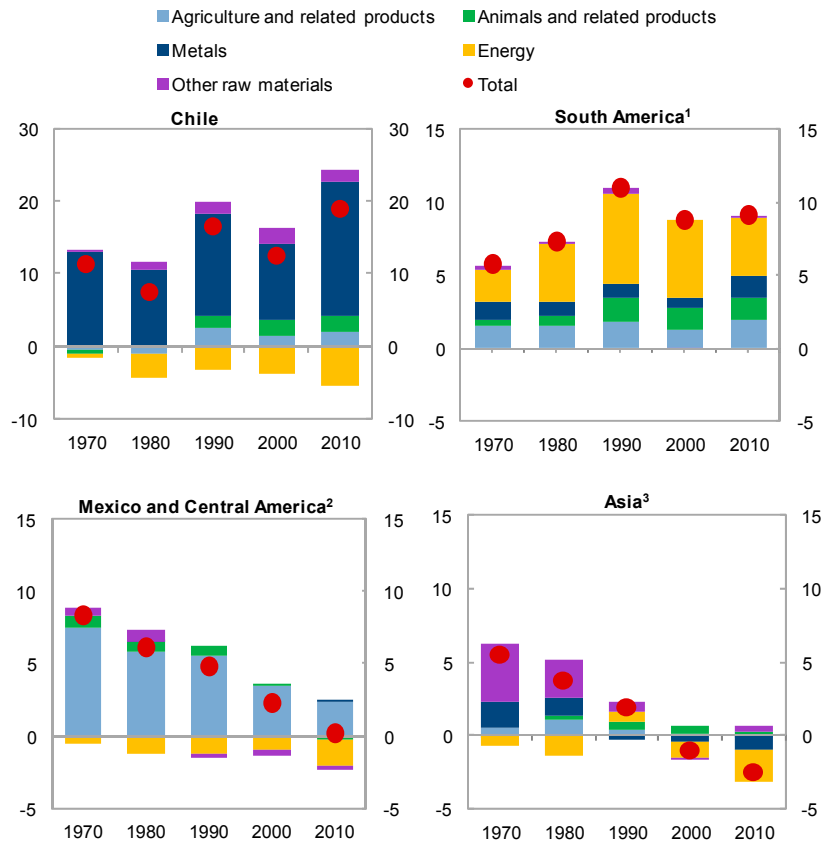 Agriculture and related products
Animals and related products
Metals
Energy
Other raw materials
Total
Chile
30 30
20 20
10 10
0 0
-10 -10
1970 1980 1990 2000 2010
South America¹
15 15
10 10
5 5
0 0
-5 -5
1970 1980 1990 2000 2010
Mexico and Central America²
15 15
10 10
5 5
0 0
-5 -5
1970 1980 1990 2000 2010
Asia³
15 15
10 10
5 5
0 0
-5 -5
1970 1980 1990 2000 2010